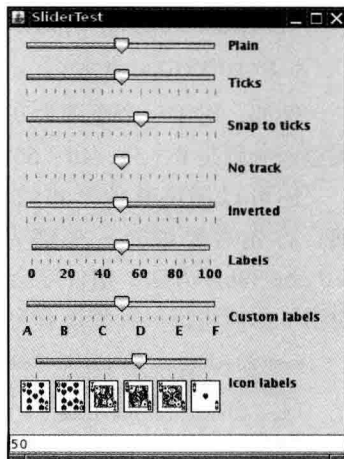 SliderTest
Plain
Ticks
Snap to ticks
No track
Inverted
Labels
0 20 40 60 80 100
Custom labels
A B C D E F
Icon labels
50